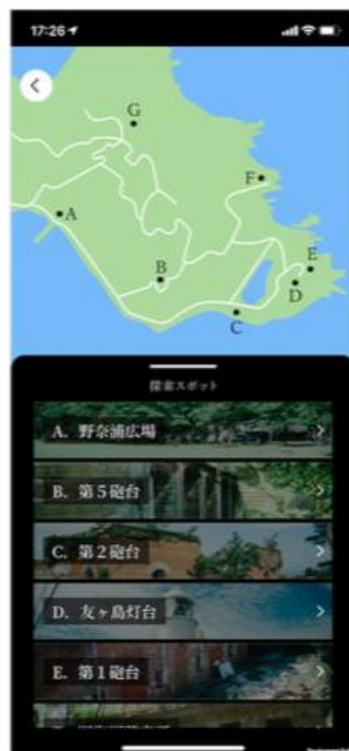 17:26
G
F
A
E
B
D
C
探索スポット
A. 野奈浦広場
B. 第5砲台
C. 第2砲台
D. 友ヶ島灯台
E. 第1砲台